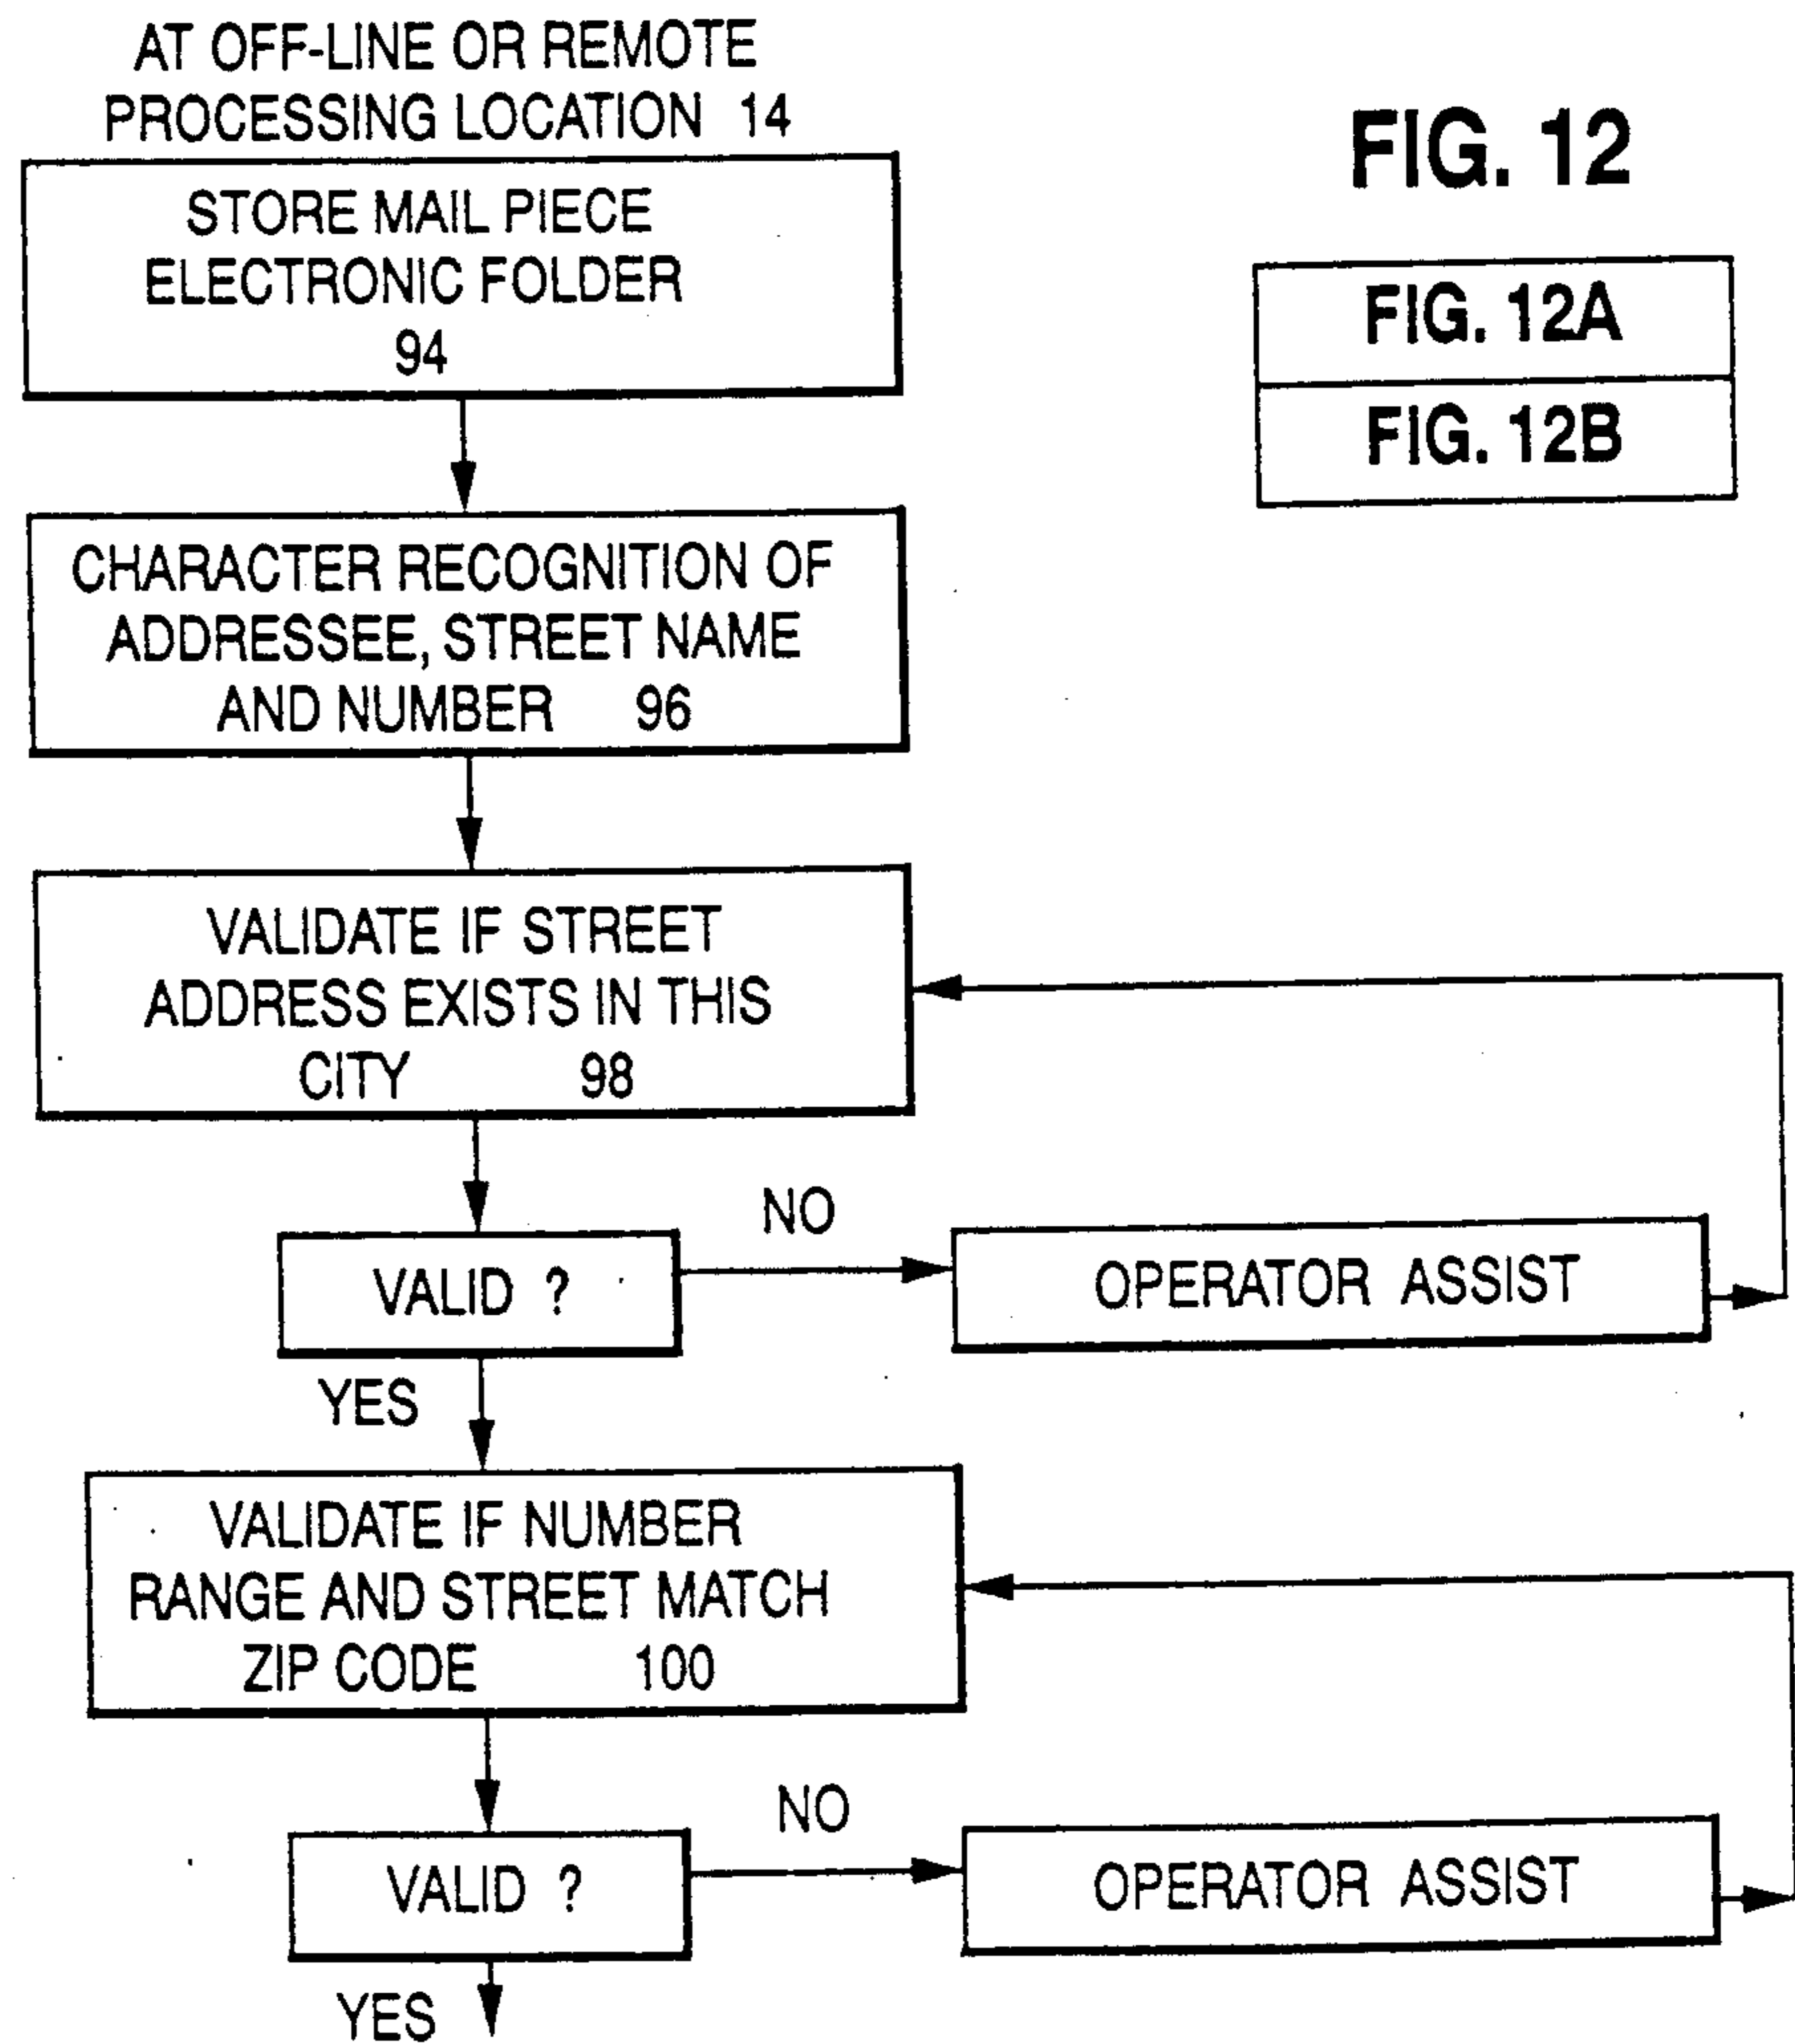 AT OFF-LINE OR REMOTE
PROCESSING LOCATION 14
FIG. 12
STORE MAIL PIECE
ELECTRONIC FOLDER
94
FIG. 12A
FIG. 12B
CHARACTER RECOGNITION OF
ADDRESSEE, STREET NAME
AND NUMBER 96
VALIDATE IF STREET
ADDRESS EXISTS IN THIS
CITY 98
VALID ?
NO
OPERATOR ASSIST
YES
VALIDATE IF NUMBER
RANGE AND STREET MATCH
ZIP CODE 100
VALID ?
NO
OPERATOR ASSIST
YES